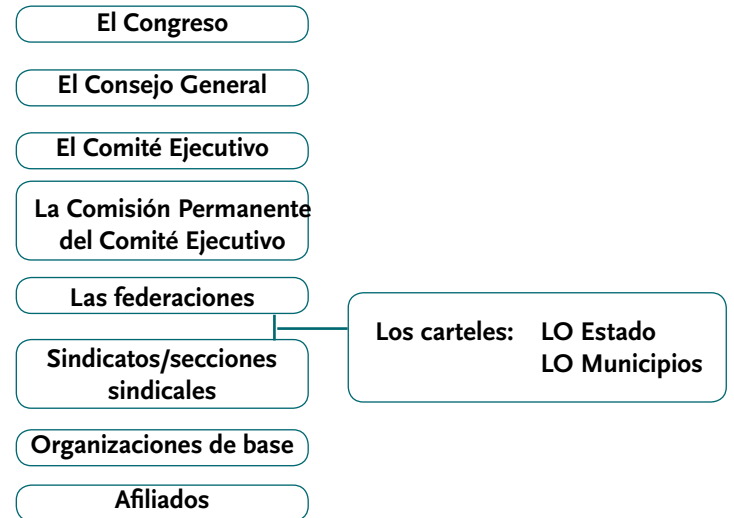 El Congreso
El Consejo General
El Comité Ejecutivo
La Comisión Permanente
del Comité Ejecutivo
Las federaciones
Los carteles: LO Estado
LO Municipios
Sindicatos/secciones
sindicales
Organizaciones de base
Afiliados